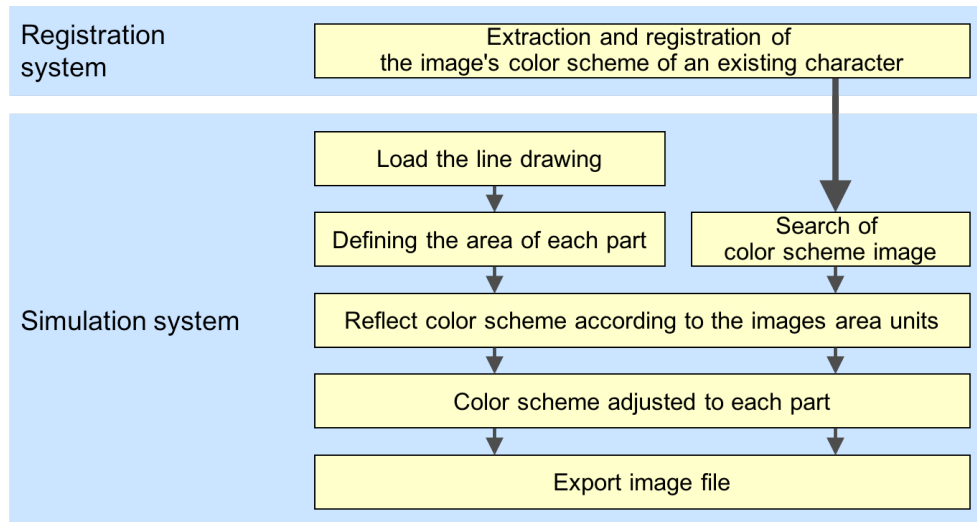 Registration
system
Extraction and registration of
the image's color scheme of an existing character
Load the line drawing
Defining the area of each part
Search of
color scheme image
Simulation system
Reflect color scheme according to the images area units
Color scheme adjusted to each part
Export image file